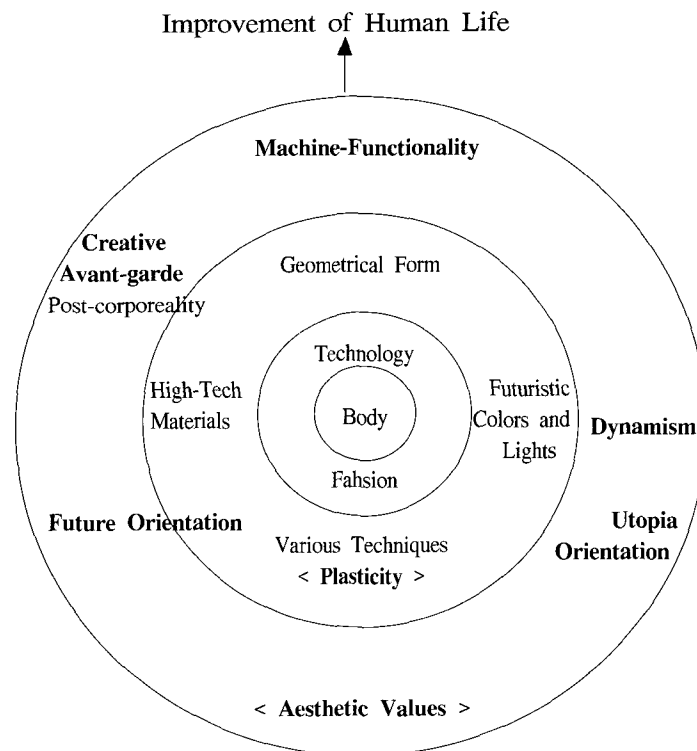 Improvement of Human Life
Machine-Functionality
Creative
Avant-garde
Post-corporeality
Geometrical Form
Technology
High-Tech
Materials
Body
Futuristic
Colors and
Lights
Dynamism
Fahsion
Future Orientation
Utopia
Orientation
Various Techniques
< Plasticity >
< Aesthetic Values >